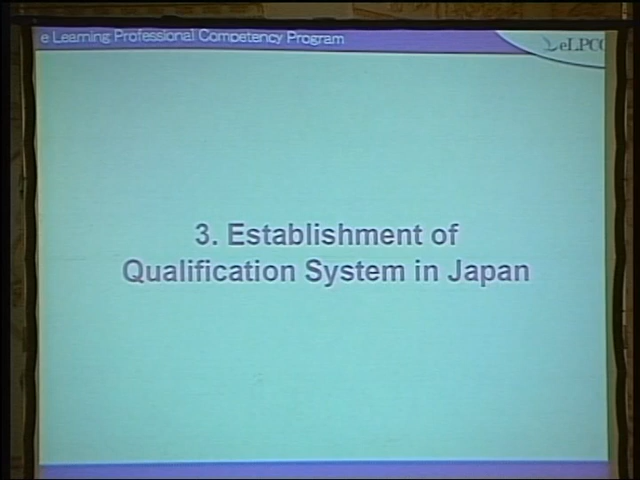 e Learning Professional Competency Program
eLPCO
3. Establishment of
Qualification System in Japan